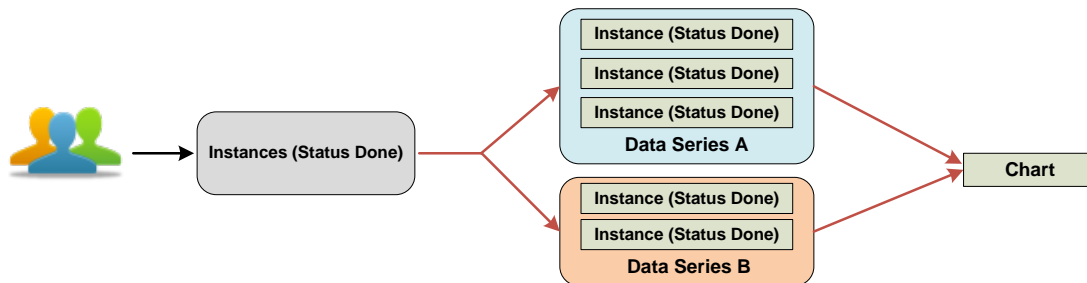 Instances (Status Done)
Instance (Status Done)
Instance (Status Done)
Instance (Status Done)
Data Series A
Instance (Status Done)
Instance (Status Done)
Data Series B
Chart